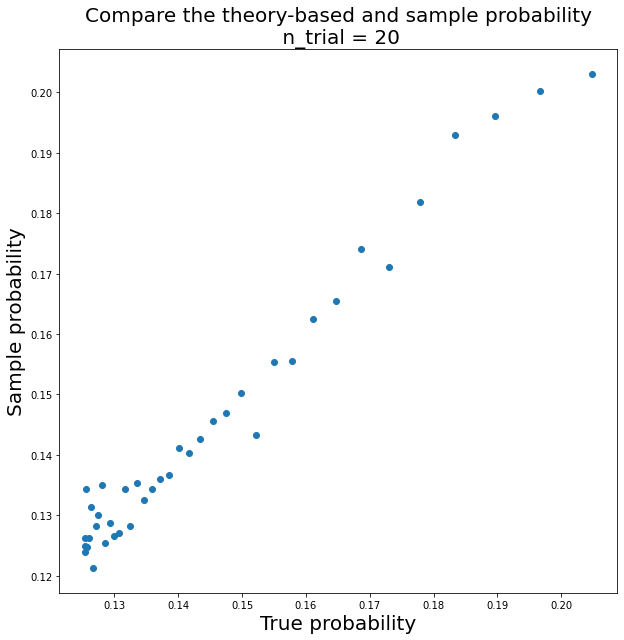 Compare the theory-based and sample probability
n_trial = 20
0.20
0.19
0.18
0.17
0.16
0.15
0.14
0.13
0.12
Sample probability
0.13 0.14 0.15 0.16 0.17 0.18 0.19 0.20
True probability